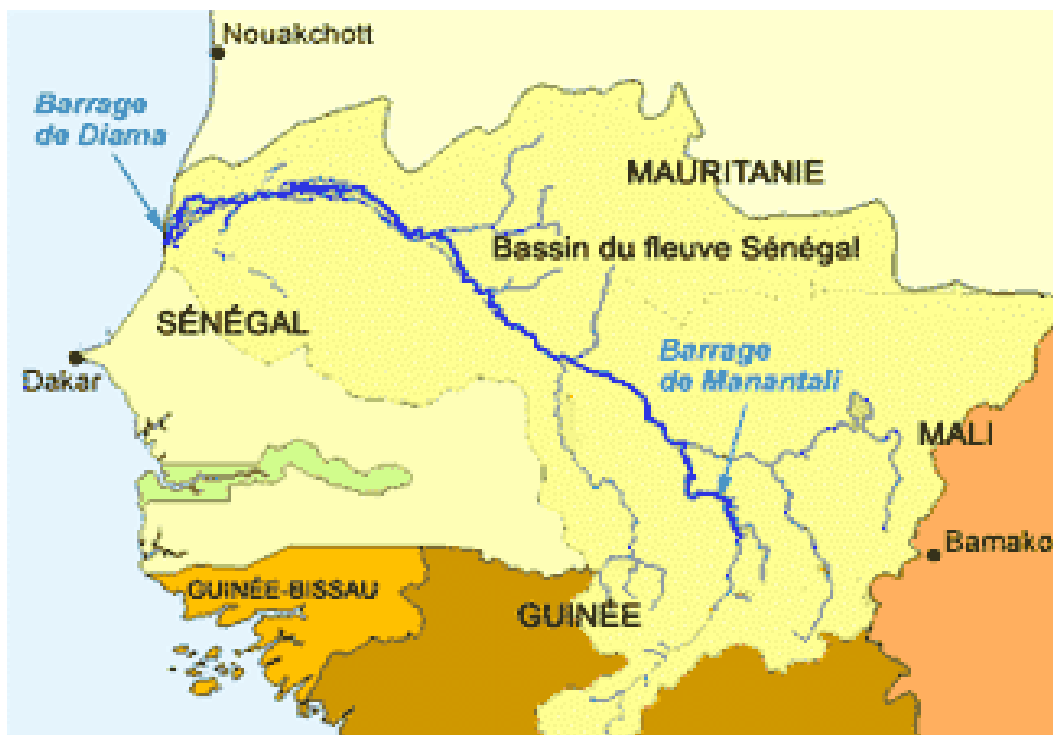 Nouakchott
Barrage
de Diama
MAURITANIE
Bassin du fleuve Sénégal
SÉNÉGAL
Barrage
de Manantali
Dakar
MALI
Bamako
GUINÉE-BISSAU
GUINÉE